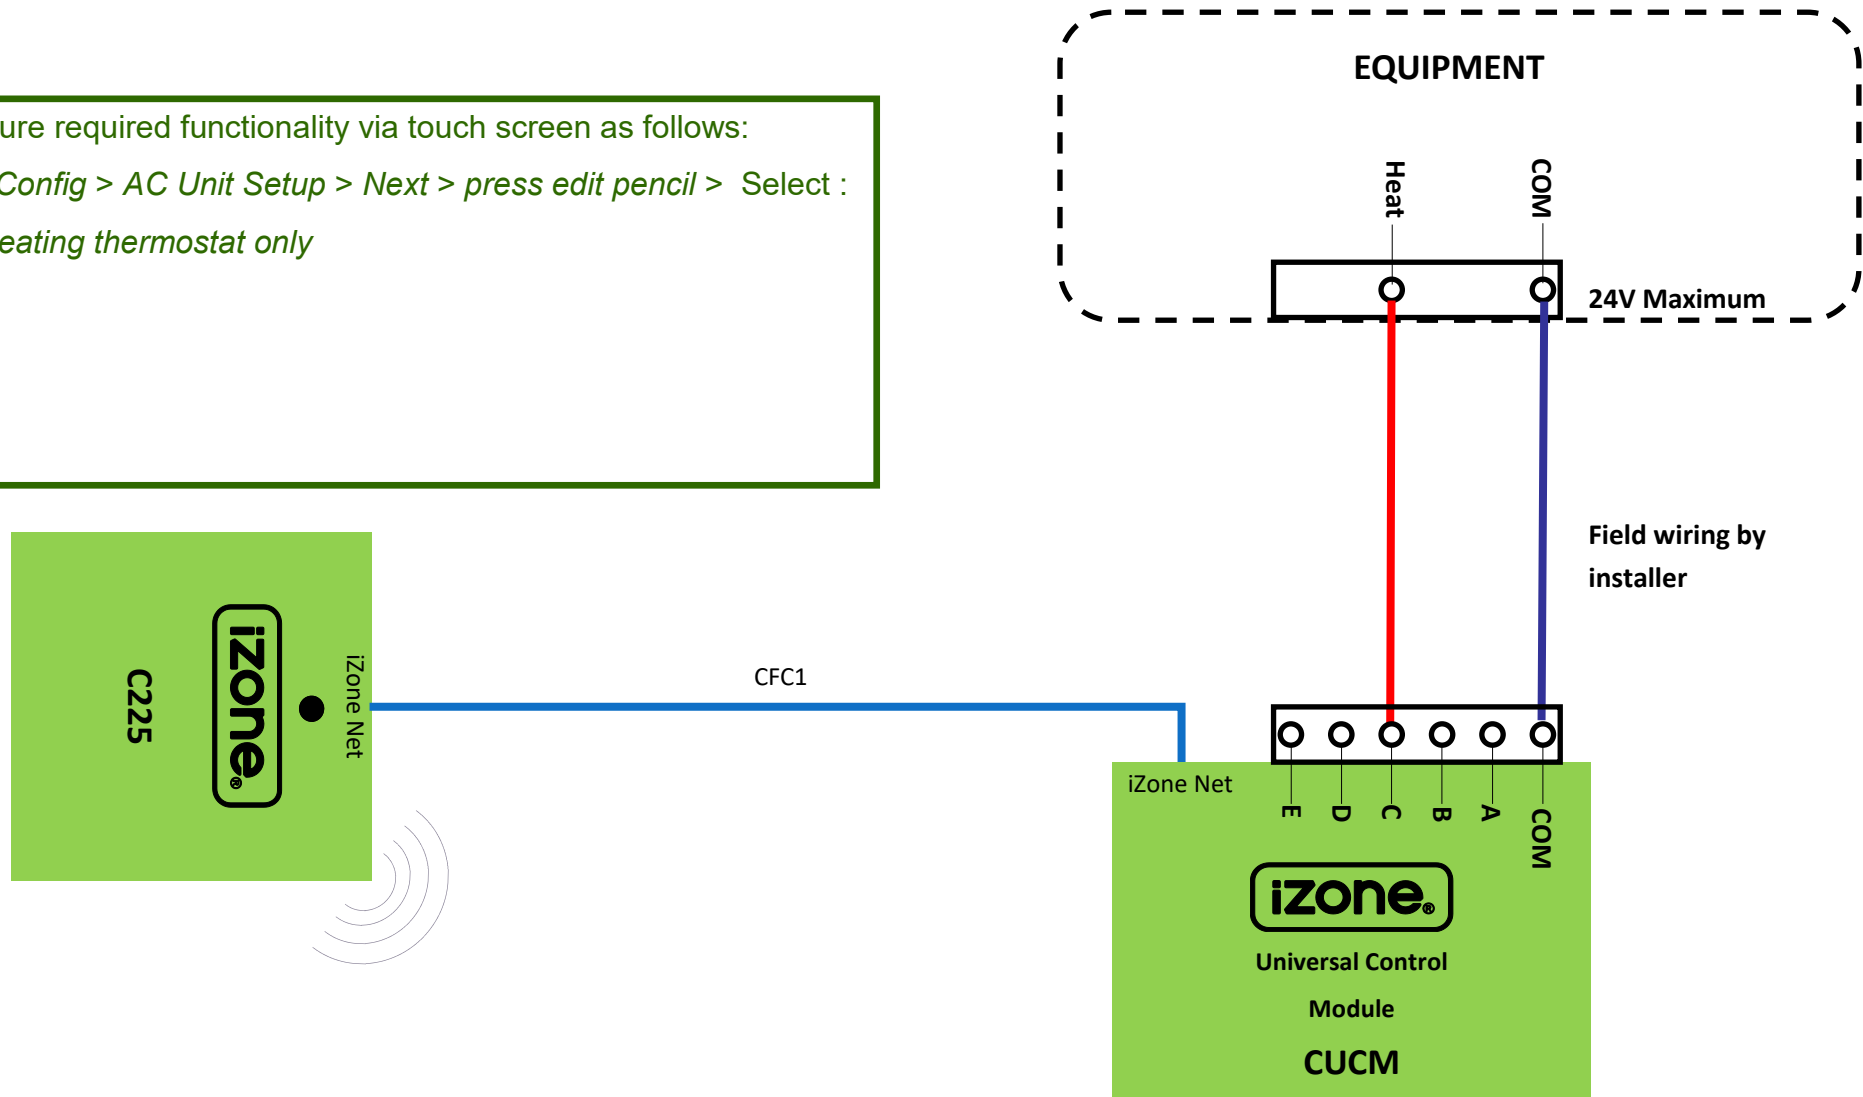 EQUIPMENT
ure required functionality via touch screen as follows:
Config > AC Unit Setup > Next > press edit pencil > Select :
eating thermostat only
Heat
COM
24V Maximum
Field wiring by
installer
C225
izone®
iZone Net
CFC1
iZone Net
E
D
C
B
A
COM
izone®
Universal Control
Module
CUCM